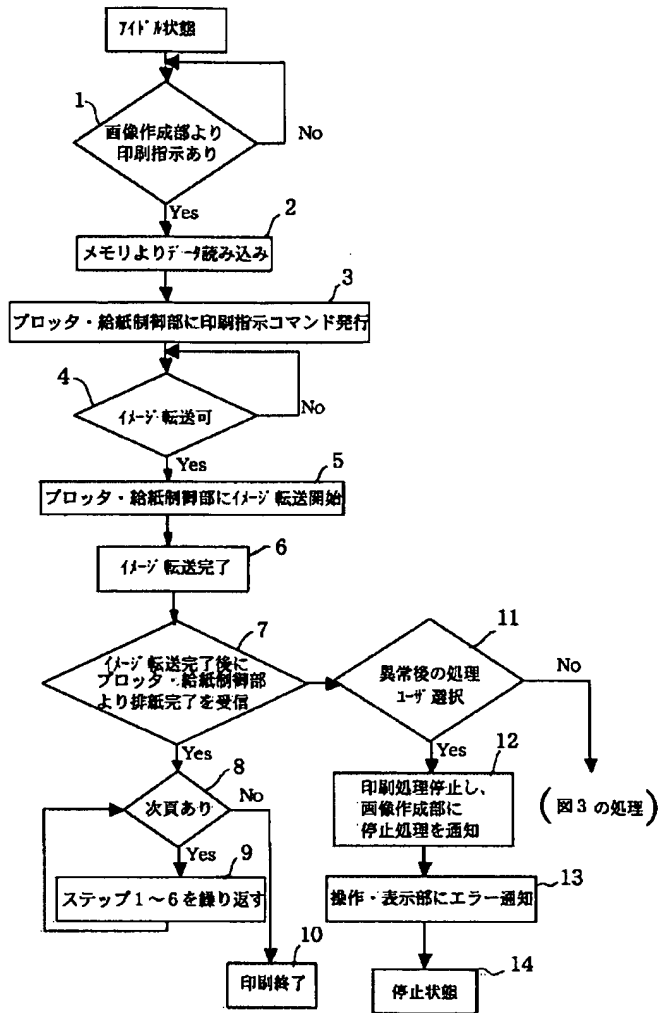 アイドル状態
1
画像作成部より
印刷指示あり
No
Yes
2
メモリよりデータ読み込み
3
プロッタ・給紙制御部に印刷指示コマンド発行
4
イメージ転送可
No
Yes
5
プロッタ・給紙制御部にイメージ転送開始
6
イメージ転送完了
7
イメージ転送完了後に
プロッタ・給紙制御部
より排紙完了を受信
Yes
8
次頁あり
No
Yes
9
ステップ1～6を繰り返す
10
印刷終了
11
異常後の処理
ユーザ選択
No
Yes
(図3の処理)
12
印刷処理停止し、
画像作成部に
停止処理を通知
13
操作・表示部にエラー通知
14
停止状態